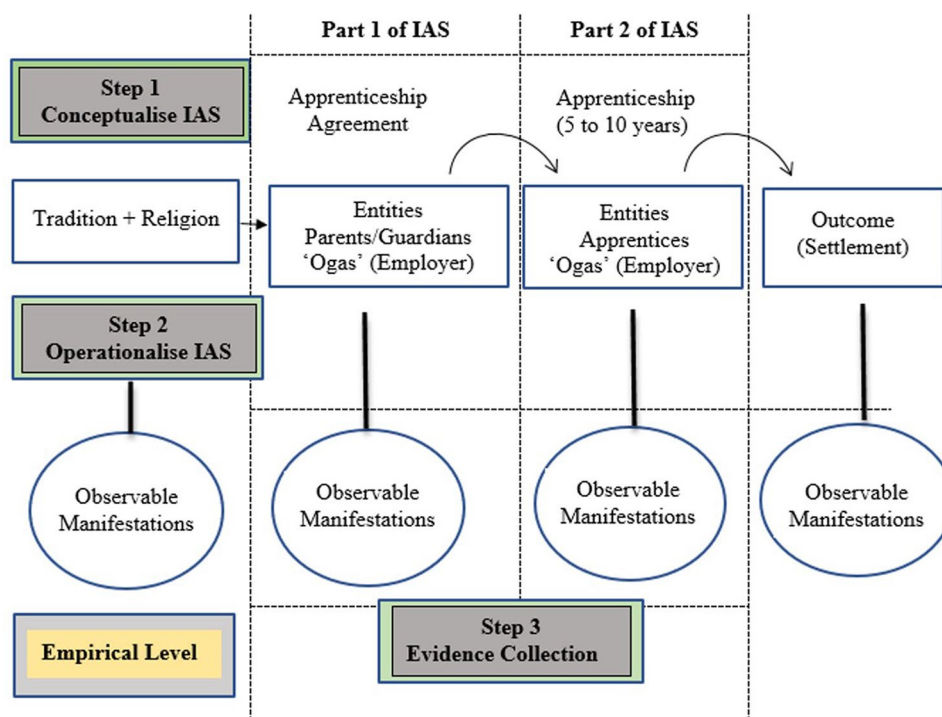 Part 1 of IAS
Part 2 of IAS
Step 1
Conceptualise IAS
Apprenticeship
Agreement
Apprenticeship
(5 to 10 years)
Tradition + Religion
Entities
Parents/Guardians
‘Ogas’ (Employer)
Entities
Apprentices
‘Ogas’ (Employer)
Outcome
(Settlement)
Step 2
Operationalise IAS
Observable
Manifestations
Observable
Manifestations
Observable
Manifestations
Observable
Manifestations
Empirical Level
Step 3
Evidence Collection